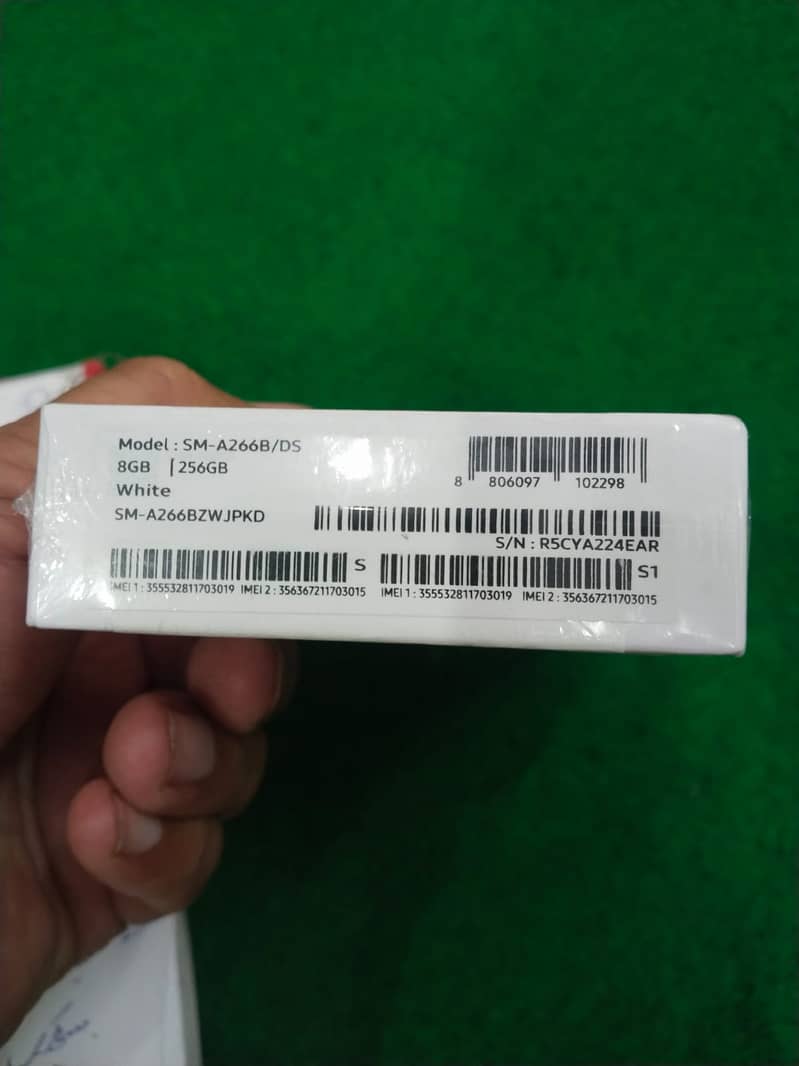 Model : SM-A266B/DS
8GB | 256GB
White
SM-A266BZWJPKD
8 806097 102298
S/N : R5CYA224EAR
S
IMEI 1 : 355532811703019 IMEI 2 : 356367211703015
S1
IMEI 1 : 355532811703019 IMEI 2 : 356367211703015